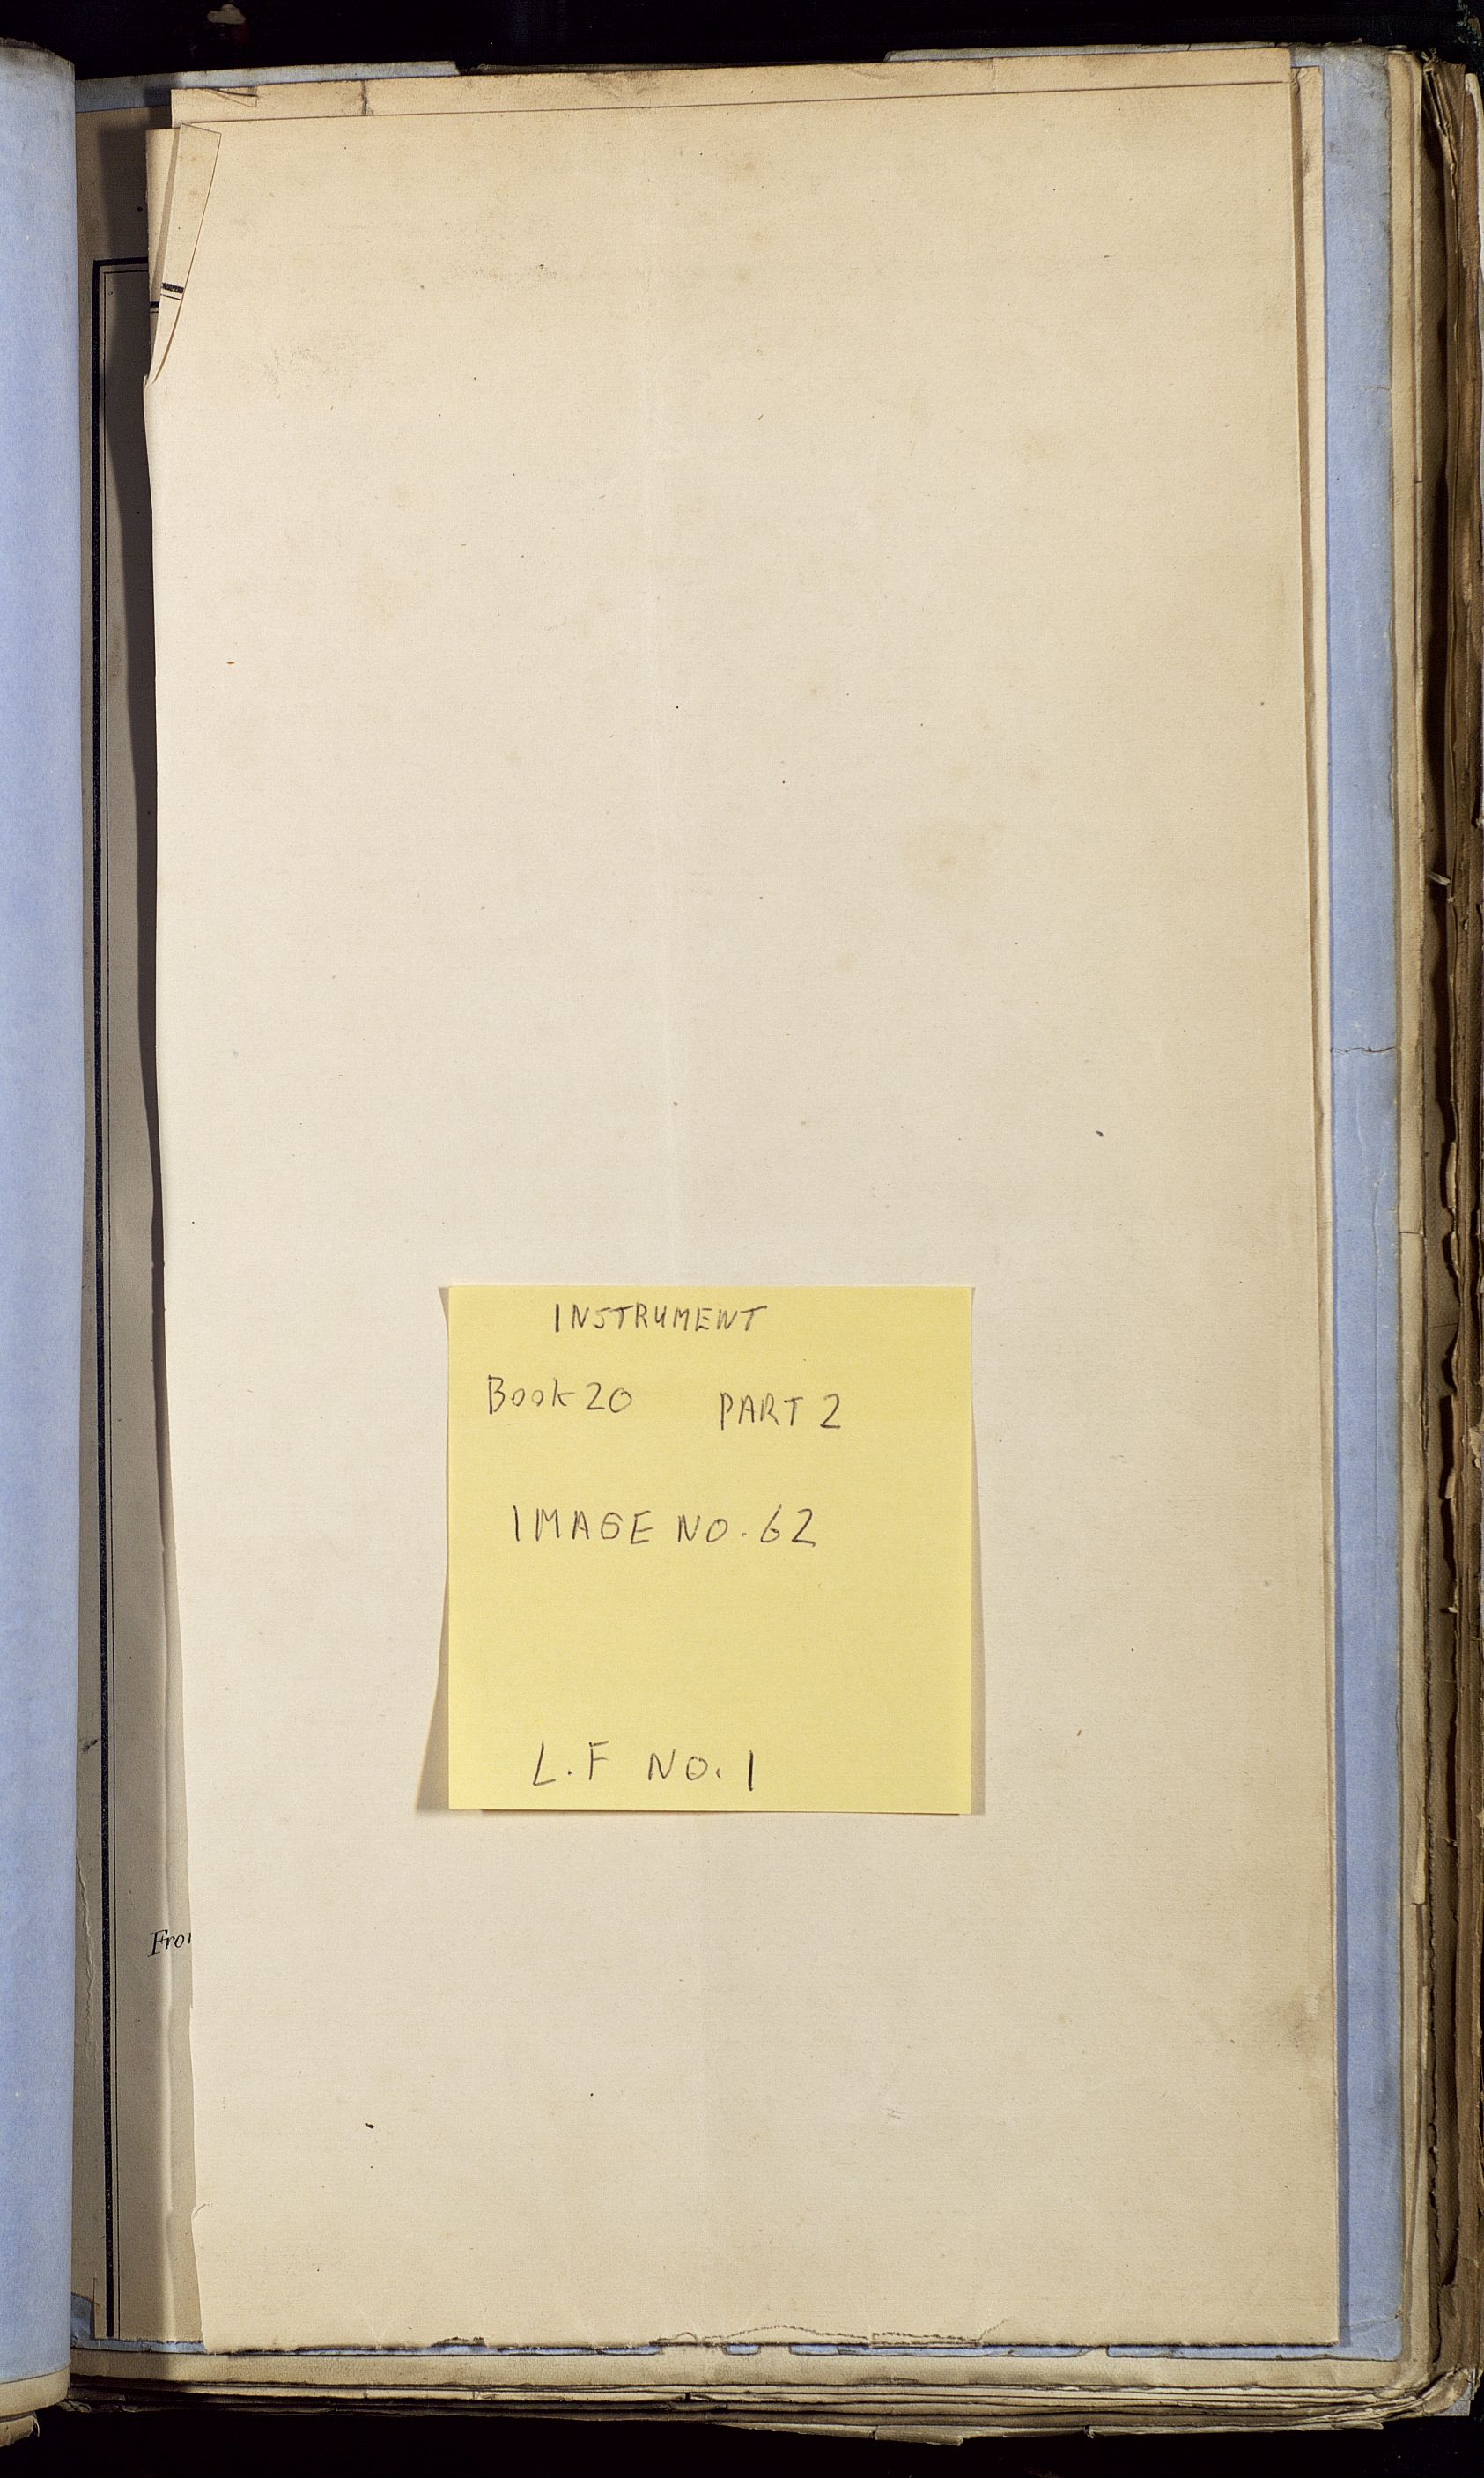 INSTRUMENT
Book 20 PART 2
IMAGE NO. 62
L.F NO. 1
Fro